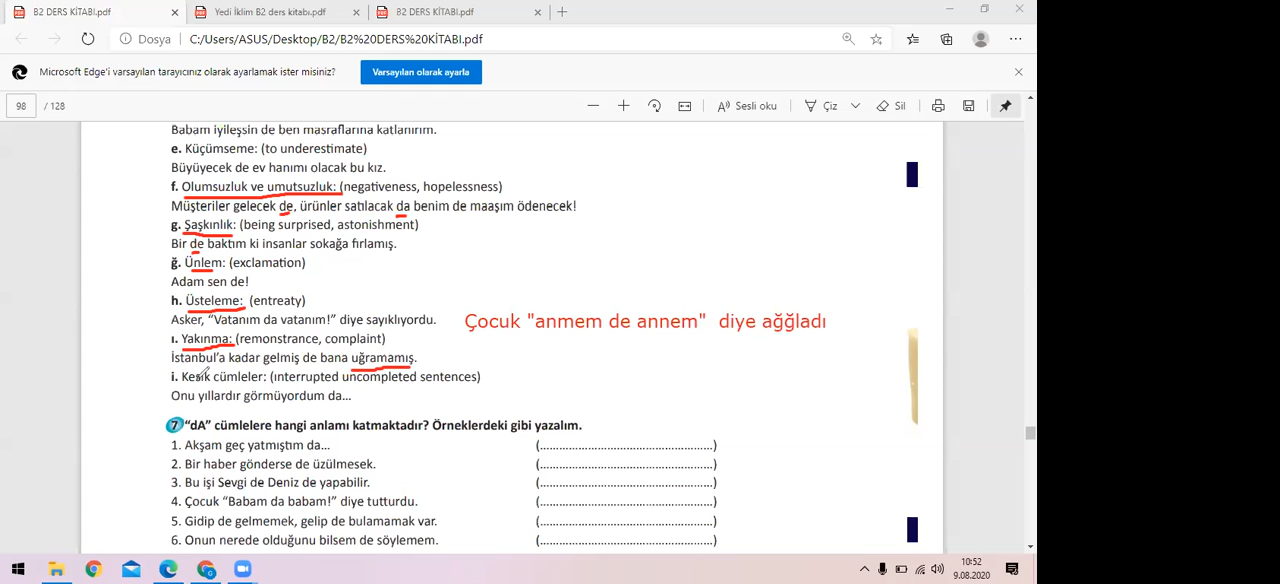 B2 DERS KİTABI.pdf
Yedi İklim B2 ders kitabı.pdf
B2 DERS KİTABI.pdf
Dosya
C:/Users/ASUS/Desktop/B2/B2%20DERS%20KİTABI.pdf
Microsoft Edge'i varsayılan tarayıcınız olarak ayarlamak ister misiniz?
Varsayılan olarak ayarla
98 / 128
Sesli oku
Çiz
Sil
Babam iyileşsin de ben masraflarına katlanırım.
e. Küçümseme: (to underestimate)
Büyüyecek de ev hanımı olacak bu kız.
f. Olumsuzluk ve umutsuzluk: (negativeness, hopelessness)
Müşteriler gelecek de, ürünler satılacak da benim de maaşım ödenecek!
g. Şaşkınlık: (being surprised, astonishment)
Bir de baktım ki insanlar sokağa fırlamış.
ğ. Ünlem: (exclamation)
Adam sen de!
h. Üsteleme: (entreaty)
Asker, “Vatanım da vatanım!” diye sayıklıyordu.
Çocuk "anmem de annem" diye ağğladı
ı. Yakınma: (remonstrance, complaint)
İstanbul’a kadar gelmiş de bana uğramamış.
i. Kesik cümleler: (ınterrupted uncompleted sentences)
Onu yıllardır görmüyordum da...
7 “dA” cümlelere hangi anlamı katmaktadır? Örneklerdeki gibi yazalım.
1. Akşam geç yatmıştım da... (....................................................)
2. Bir haber gönderse de üzülmesek. (....................................................)
3. Bu işi Sevgi de Deniz de yapabilir. (....................................................)
4. Çocuk “Babam da babam!” diye tutturdu. (....................................................)
5. Gidip de gelmemek, gelip de bulamamak var. (....................................................)
6. Onun nerede olduğunu bilsem de söylemem. (....................................................)
10:52
9.08.2020